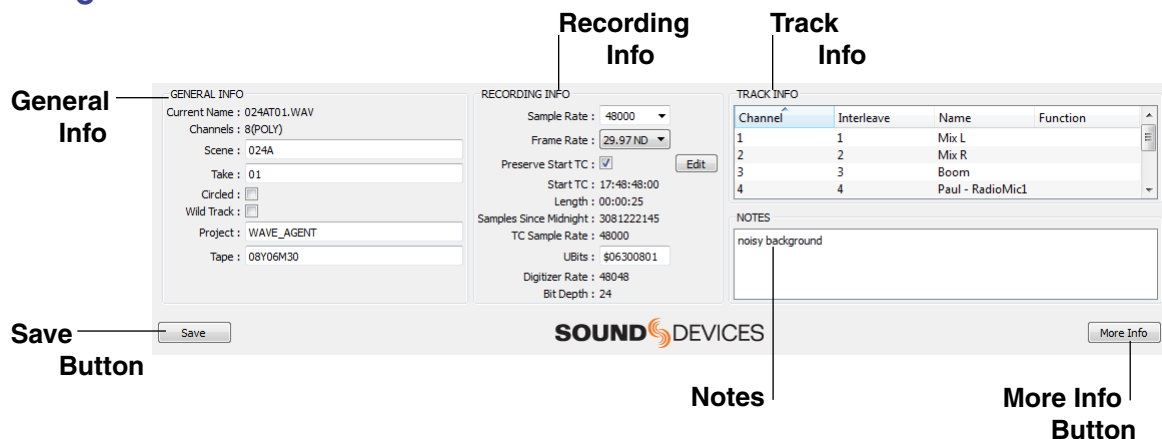 Recording
Info
Track
Info
General
Info
GENERAL INFO
Current Name : 024AT01.WAV
Channels : 8(POLY)
Scene : 024A
Take : 01
Circled :
Wild Track :
Project : WAVE_AGENT
Tape : 08Y06M30
RECORDING INFO
Sample Rate : 48000
Frame Rate : 29.97 ND
Preserve Start TC : Edit
Start TC : 17:48:48:00
Length : 00:00:25
Samples Since Midnight : 3081222145
TC Sample Rate : 48000
UBits : $06300801
Digitizer Rate : 48048
Bit Depth : 24
TRACK INFO
Channel Interleave Name Function
1 1 Mix L
2 2 Mix R
3 3 Boom
4 4 Paul - RadioMic1
NOTES
noisy background
Save
Button
Save
SOUND DEVICES
More Info
Notes
More Info
Button